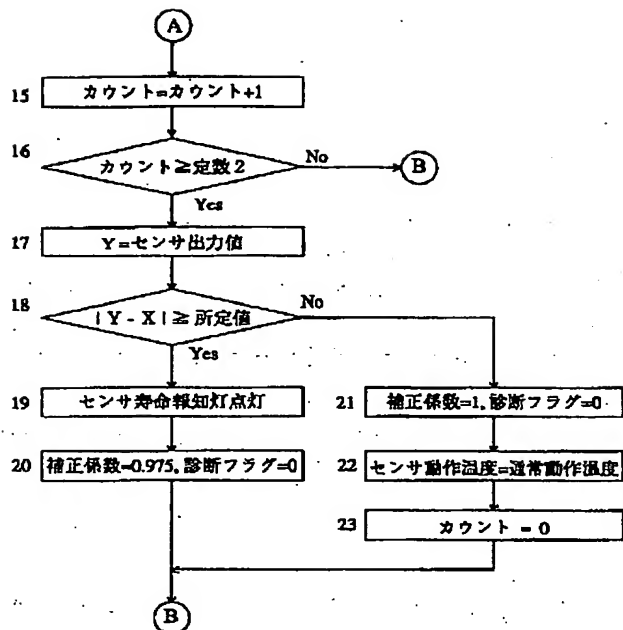 A
15 カウント=カウント+1
16 カウント≧定数2 No B
Yes
17 Y=センサ出力値
18 |Y - X|≧所定値 No
Yes
19 センサ寿命報知灯点灯
21 補正係数=1.診断フラグ=0
20 補正係数=0.975.診断フラグ=0
22 センサ動作温度=通常動作温度
23 カウント = 0
B